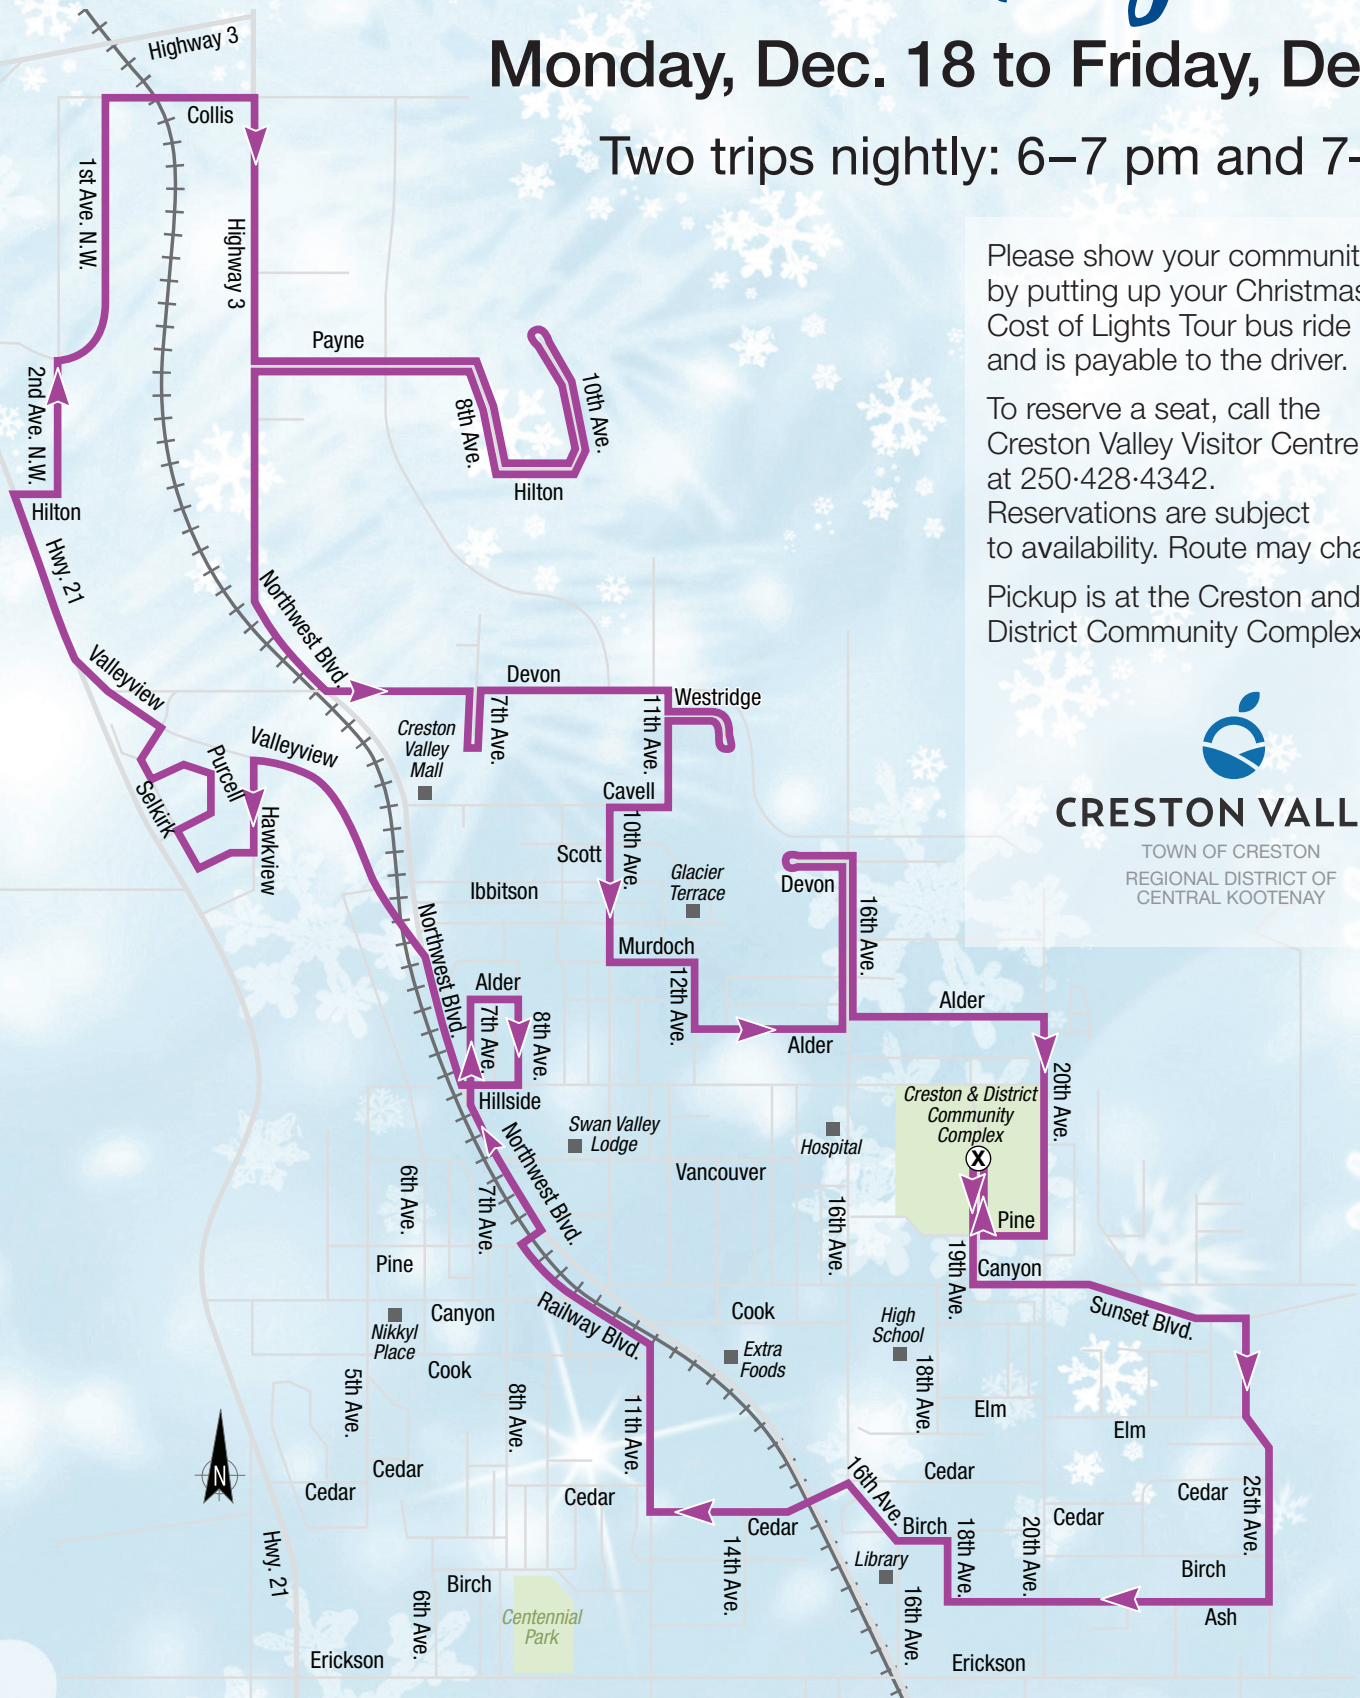 Monday, Dec. 18 to Friday, De
Two trips nightly: 6–7 pm and 7-
Please show your communit
by putting up your Christmas
Cost of Lights Tour bus ride
and is payable to the driver.
To reserve a seat, call the
Creston Valley Visitor Centre
at 250·428·4342.
Reservations are subject
to availability. Route may cha
Pickup is at the Creston and
District Community Complex
CRESTON VALL
TOWN OF CRESTON
REGIONAL DISTRICT OF
CENTRAL KOOTENAY
Highway 3
Collis
1st Ave. N.W.
Highway 3
Payne
10th Ave.
8th Ave.
Hilton
2nd Ave. N.W.
Hilton
Hwy. 21
Northwest Blvd.
Valleyview
Devon
Westridge
7th Ave.
11th Ave.
Creston
Valley
Mall
Valleyview
Purcell
Selkirk
Hawkview
Cavell
10th Ave.
Scott
Glacier
Terrace
Devon
16th Ave.
Ibbitson
Northwest Blvd.
Murdoch
12th Ave.
Alder
Alder
Alder
7th Ave.
8th Ave.
Hillside
20th Ave.
Creston & District
Community
Complex
X
Swan Valley
Lodge
Hospital
Northwest Blvd.
Vancouver
6th Ave.
7th Ave.
16th Ave.
Pine
19th Ave.
Canyon
Pine
Sunset Blvd.
Railway Blvd.
Canyon
Cook
Nikkyl
Place
High
School
Extra
Foods
Cook
18th Ave.
5th Ave.
8th Ave.
11th Ave.
Elm
Elm
N
Cedar
Cedar
Cedar
16th Ave.
Cedar
Cedar
25th Ave.
Cedar
Cedar
Birch
18th Ave.
20th Ave.
14th Ave.
Library
Birch
Hwy. 21
Birch
6th Ave.
Centennial
Park
16th Ave.
Ash
Erickson
Erickson